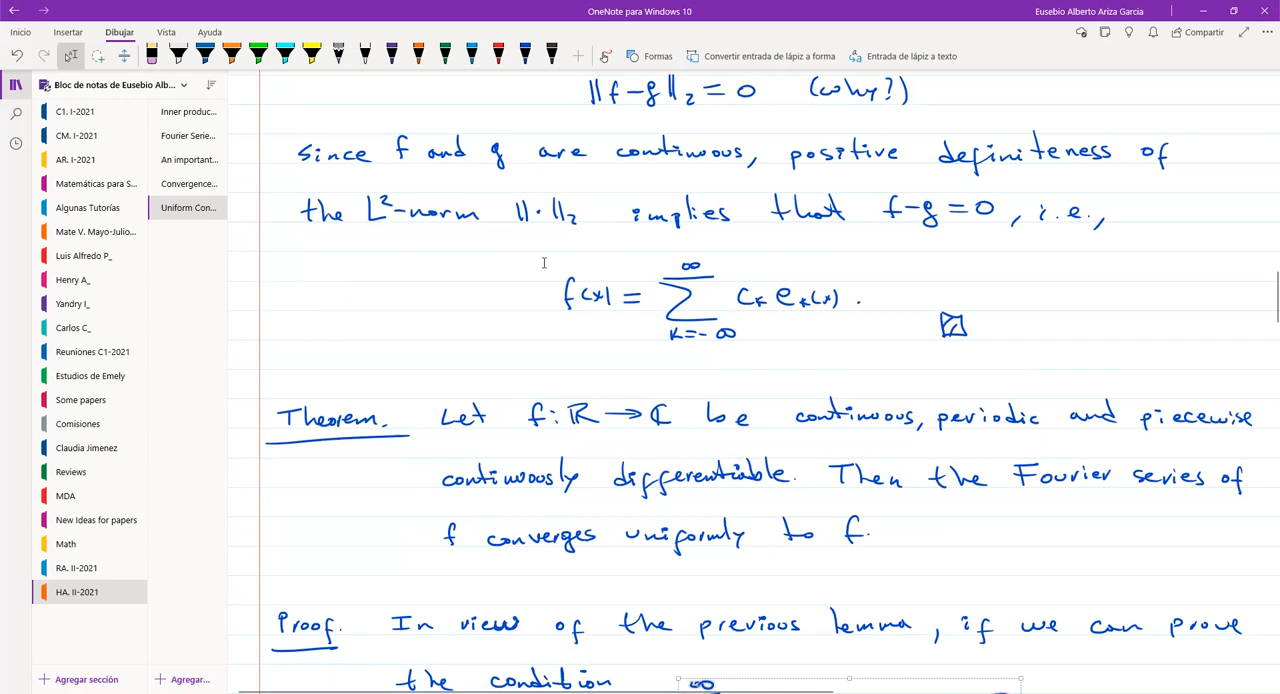 OneNote para Windows 10
Eusebio Alberto Ariza Garcia
Inicio Insertar Dibujar Vista Ayuda
Compartir
Formas
Convertir entrada de lápiz a forma
Entrada de lápiz a texto
Bloc de notas de Eusebio Alb...
C1. I-2021
CM. I-2021
AR. I-2021
Matemáticas para S...
Algunas Tutorías
Mate V. Mayo-Julio...
Luis Alfredo P_
Henry A_
Yandry I_
Carlos C_
Reuniones C1-2021
Estudios de Emely
Some papers
Comisiones
Claudia Jimenez
Reviews
MDA
New Ideas for papers
Math
RA. II-2021
HA. II-2021
Agregar sección
Inner produc...
Fourier Serie...
An important...
Convergence...
Uniform Con...
Agregar...
||f-g||₂ = 0 (why?)
Since f and g are continuous, positive definiteness of
the L²-norm ||·||₂ implies that f-g=0, i.e.,
f(x) = ∑_{k=-∞}^{∞} c_k e_k(x).
Theorem. Let f: ℝ → ℂ be continuous, periodic and piecewise
continuously differentiable. Then the Fourier series of
f converges uniformly to f.
Proof. In view of the previous lemma, if we can prove
the condition
∞